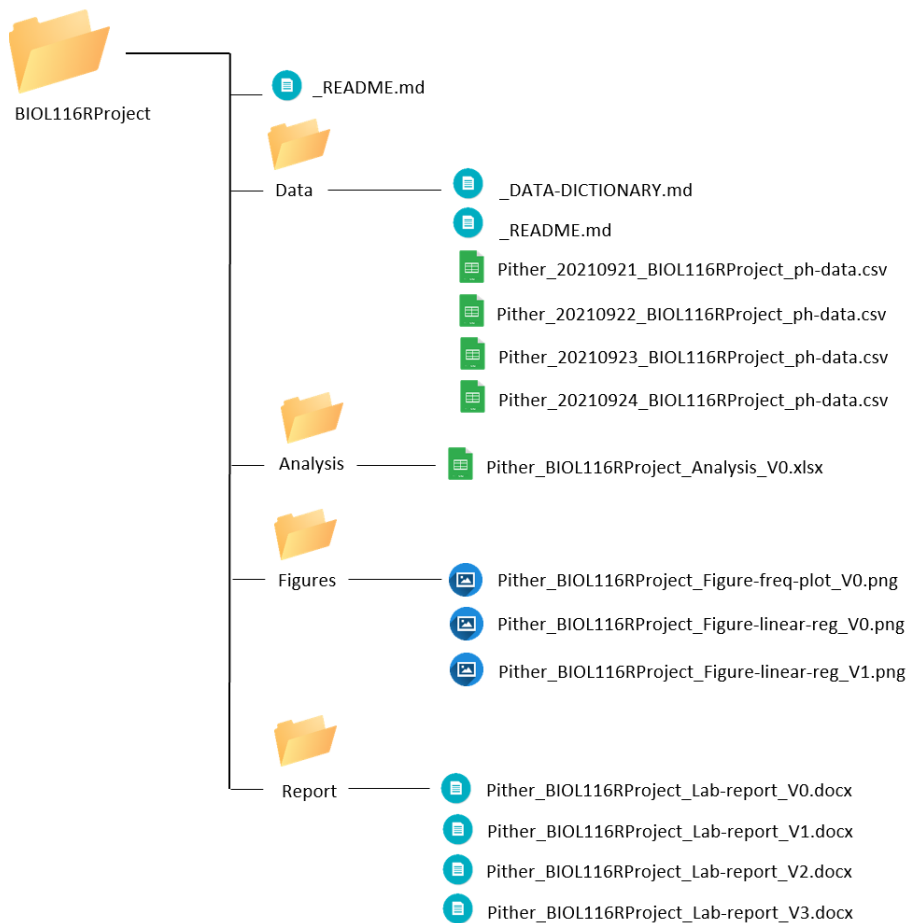 BIOL116RProject
_README.md
Data
_DATA-DICTIONARY.md
_README.md
Pither_20210921_BIOL116RProject_ph-data.csv
Pither_20210922_BIOL116RProject_ph-data.csv
Pither_20210923_BIOL116RProject_ph-data.csv
Pither_20210924_BIOL116RProject_ph-data.csv
Analysis
Pither_BIOL116RProject_Analysis_V0.xlsx
Figures
Pither_BIOL116RProject_Figure-freq-plot_V0.png
Pither_BIOL116RProject_Figure-linear-reg_V0.png
Pither_BIOL116RProject_Figure-linear-reg_V1.png
Report
Pither_BIOL116RProject_Lab-report_V0.docx
Pither_BIOL116RProject_Lab-report_V1.docx
Pither_BIOL116RProject_Lab-report_V2.docx
Pither_BIOL116RProject_Lab-report_V3.docx